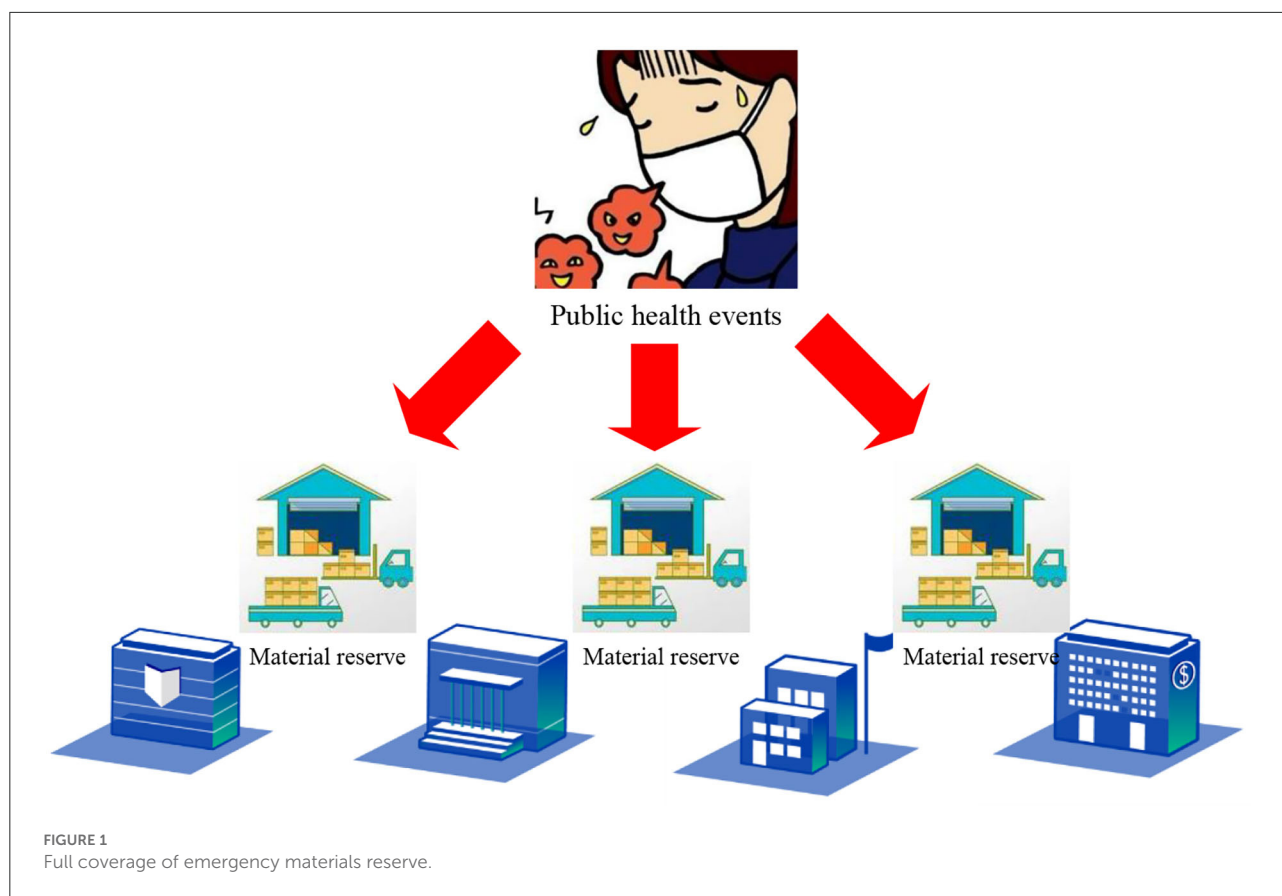 Public health events
Material reserve
Material reserve
Material reserve
$
FIGURE 1
Full coverage of emergency materials reserve.